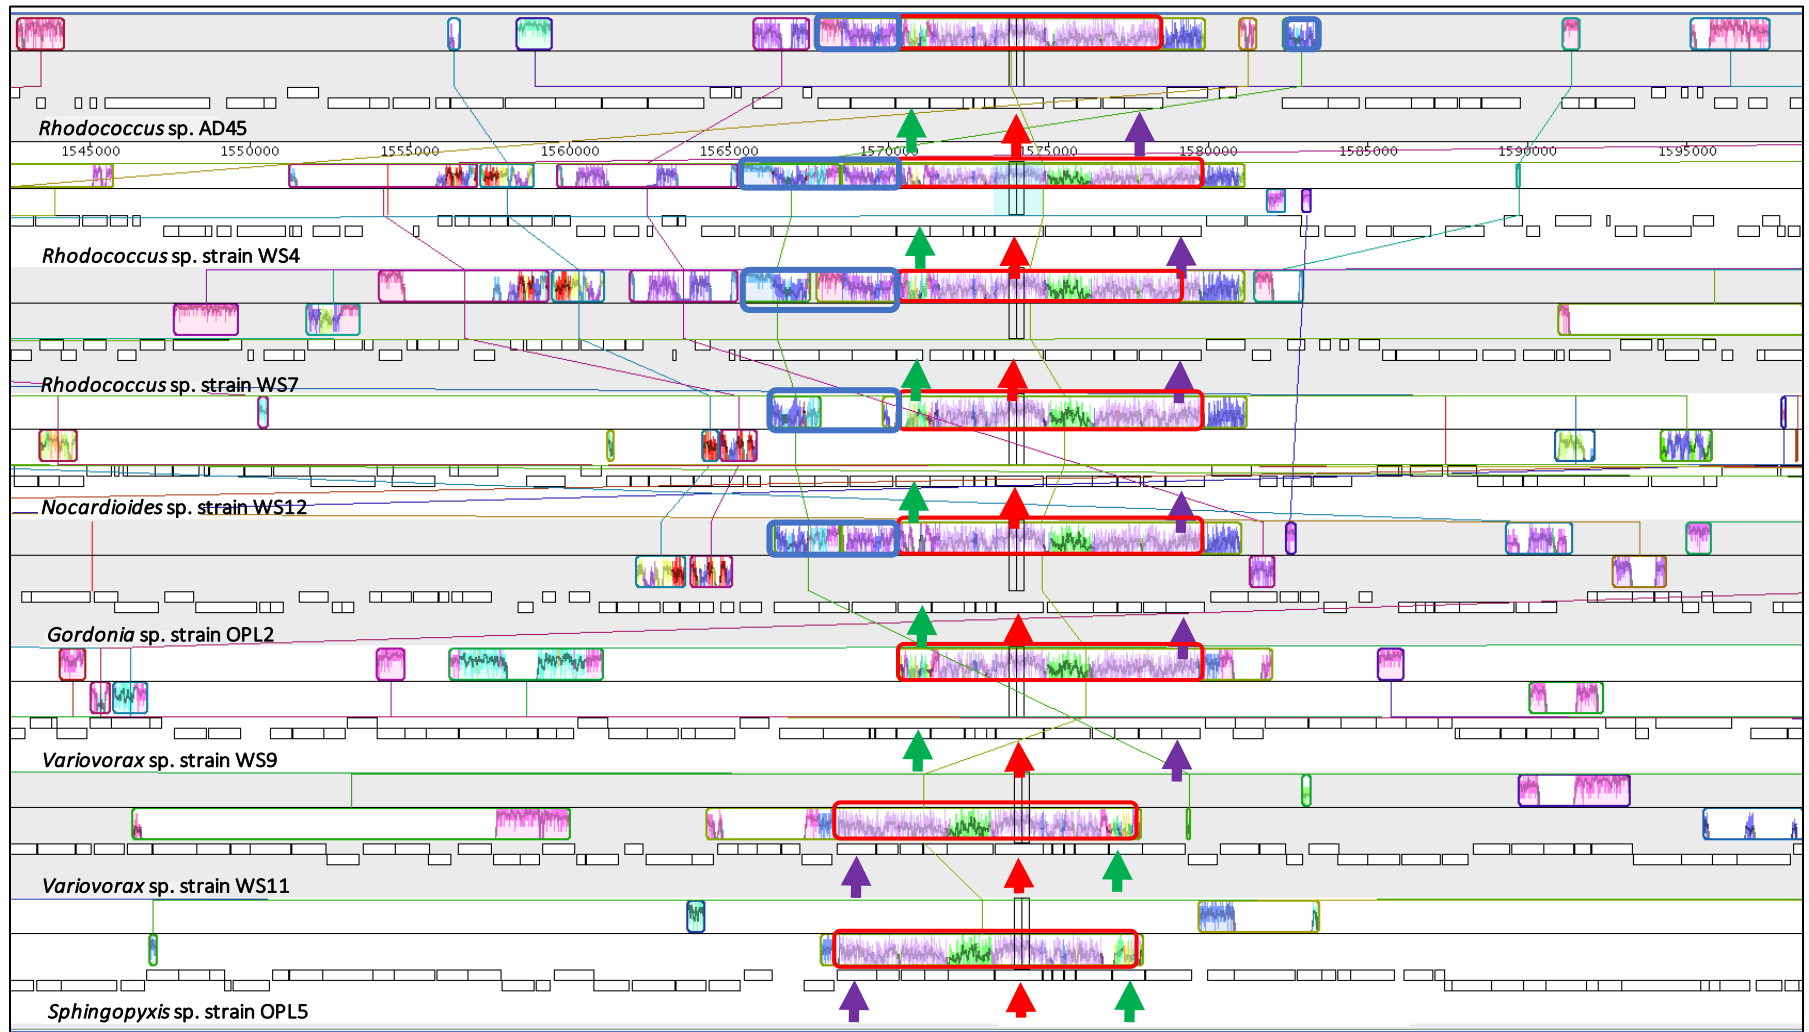 Rhodococcus sp. AD45
1545000 1550000 1555000 1560000 1565000 1570000 1575000 1580000 1585000 1590000 1595000
Rhodococcus sp. strain WS4
Rhodococcus sp. strain WS7
Nocardioides sp. strain WS12
Gordonia sp. strain OPL2
Variovorax sp. strain WS9
Variovorax sp. strain WS11
Sphingopyxis sp. strain OPL5